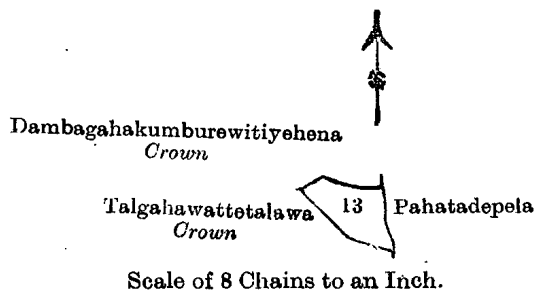 Dambagahakumburewitiyehena
Crown
Talgahawattetalawa 13 Pahatadepela
Crown
Scale of 8 Chains to an Inch.